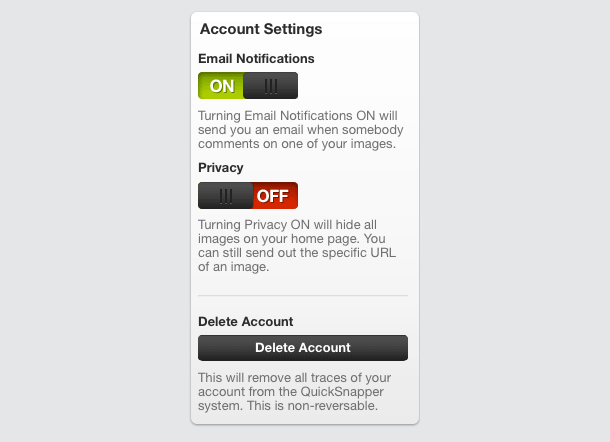 Account Settings
Email Notifications
ON
Turning Email Notifications ON will
send you an email when somebody
comments on one of your images.
Privacy
OFF
Turning Privacy ON will hide all
images on your home page. You
can still send out the specific URL
of an image.
Delete Account
Delete Account
This will remove all traces of your
account from the QuickSnapper
system. This is non-reversable.